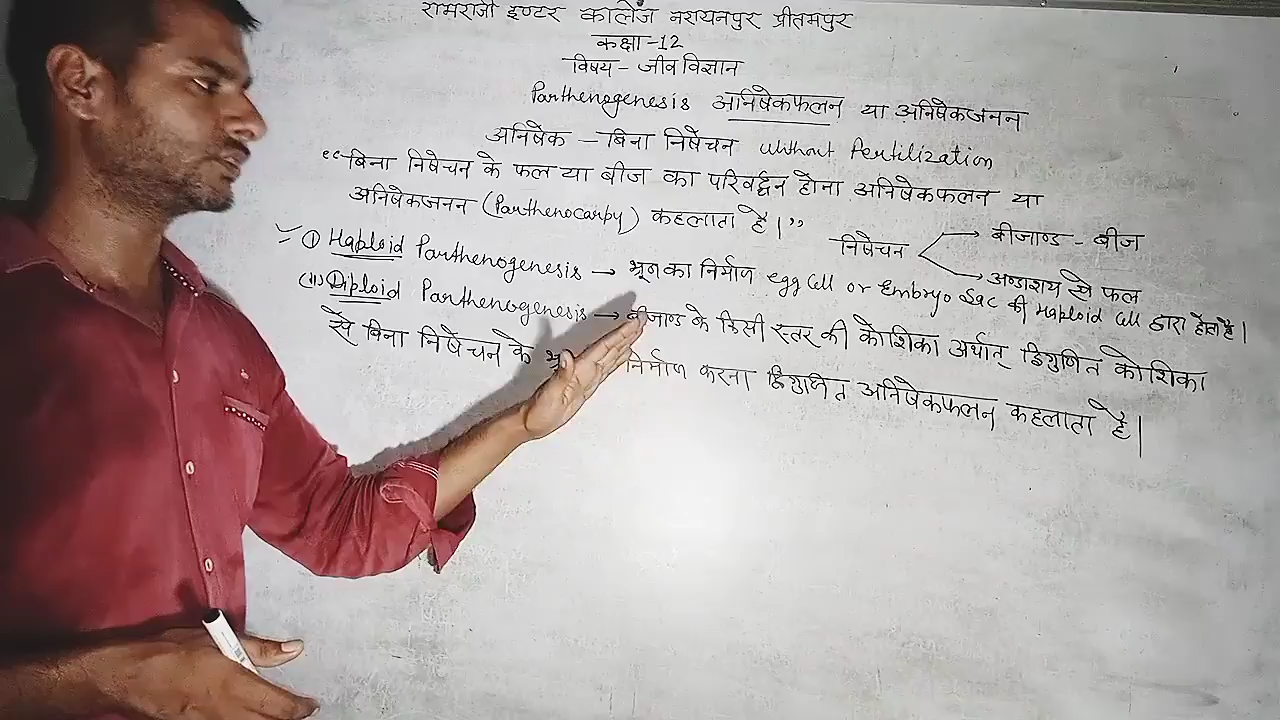 रामराजी इण्टर कालेज नरायनपुर प्रीतमपुर
कक्षा-12
विषय - जीव विज्ञान
Parthenogenesis अनिषेकफलन या अनिषेकजनन
अनिषेक - बिना निषेचन without Fertilization
“बिना निषेचन के फल या बीज का परिवर्द्धन होना अनिषेकफलन या
अनिषेकजनन (Parthenocarpy) कहलाता है।”
निषेचन → बीजाण्ड - बीज
→ अण्डाशय से फल
(i) Haploid Parthenogenesis → भ्रूण का निर्माण egg cell or Embryo Sac की Haploid cell द्वारा होता है।
(ii) Diploid Parthenogenesis → बीजाण्ड के किसी स्तर की कोशिका अर्थात् द्विगुणित कोशिका
से बिना निषेचन के निर्माण करना द्विगुणित अनिषेकफलन कहलाता है।